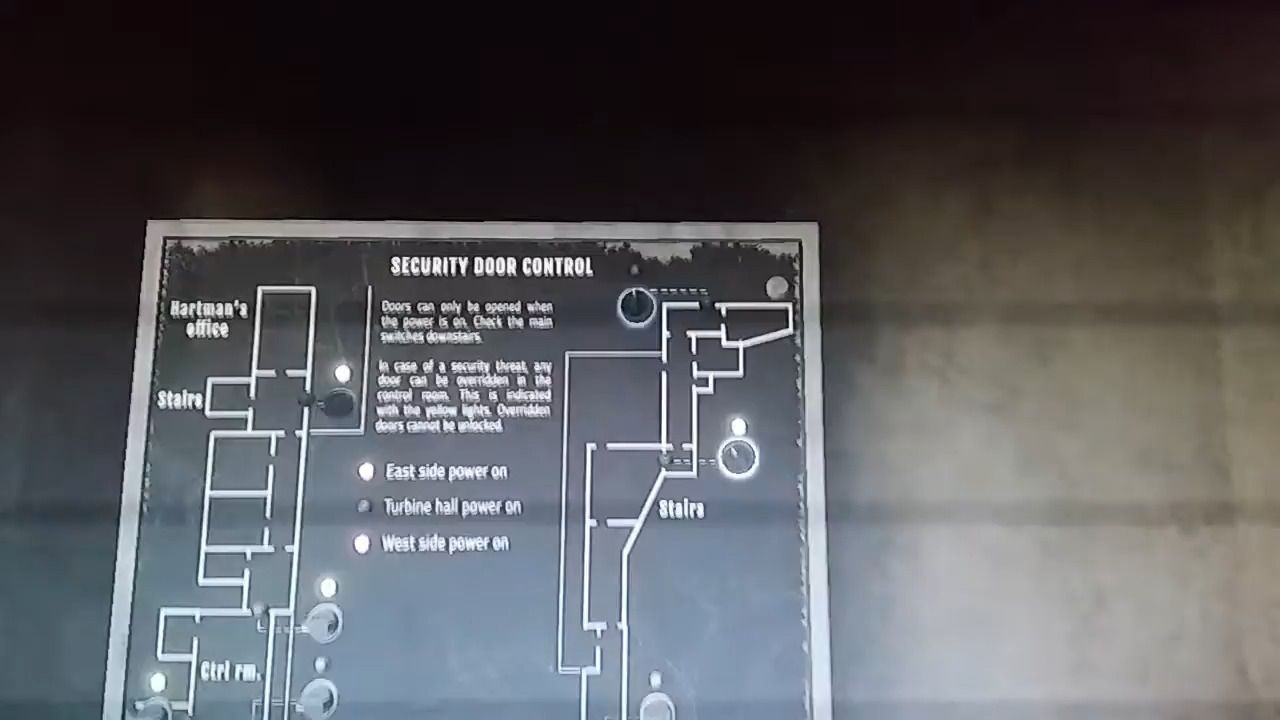 SECURITY DOOR CONTROL
Hartman's
office
Doors can only be opened when
the power is on. Check the main
switches downstairs.
In case of a security threat, any
door can be overridden in the
control room. This is indicated
with the yellow lights. Overridden
doors cannot be unlocked.
Stairs
East side power on
Turbine hall power on
West side power on
Stairs
Ctrl rm.